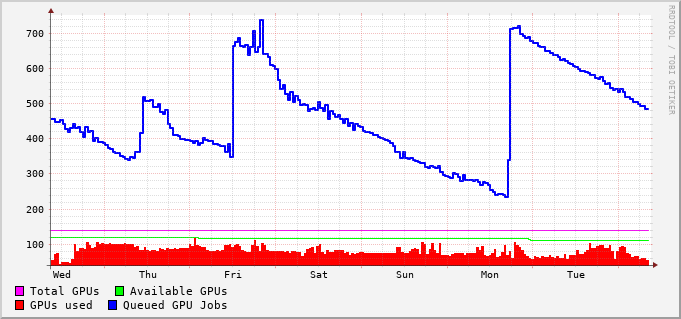 700
600
500
400
300
200
100
Wed Thu Fri Sat Sun Mon Tue
Total GPUs Available GPUs
GPUs used Queued GPU Jobs
RRDTOOL / TOBI OETIKER